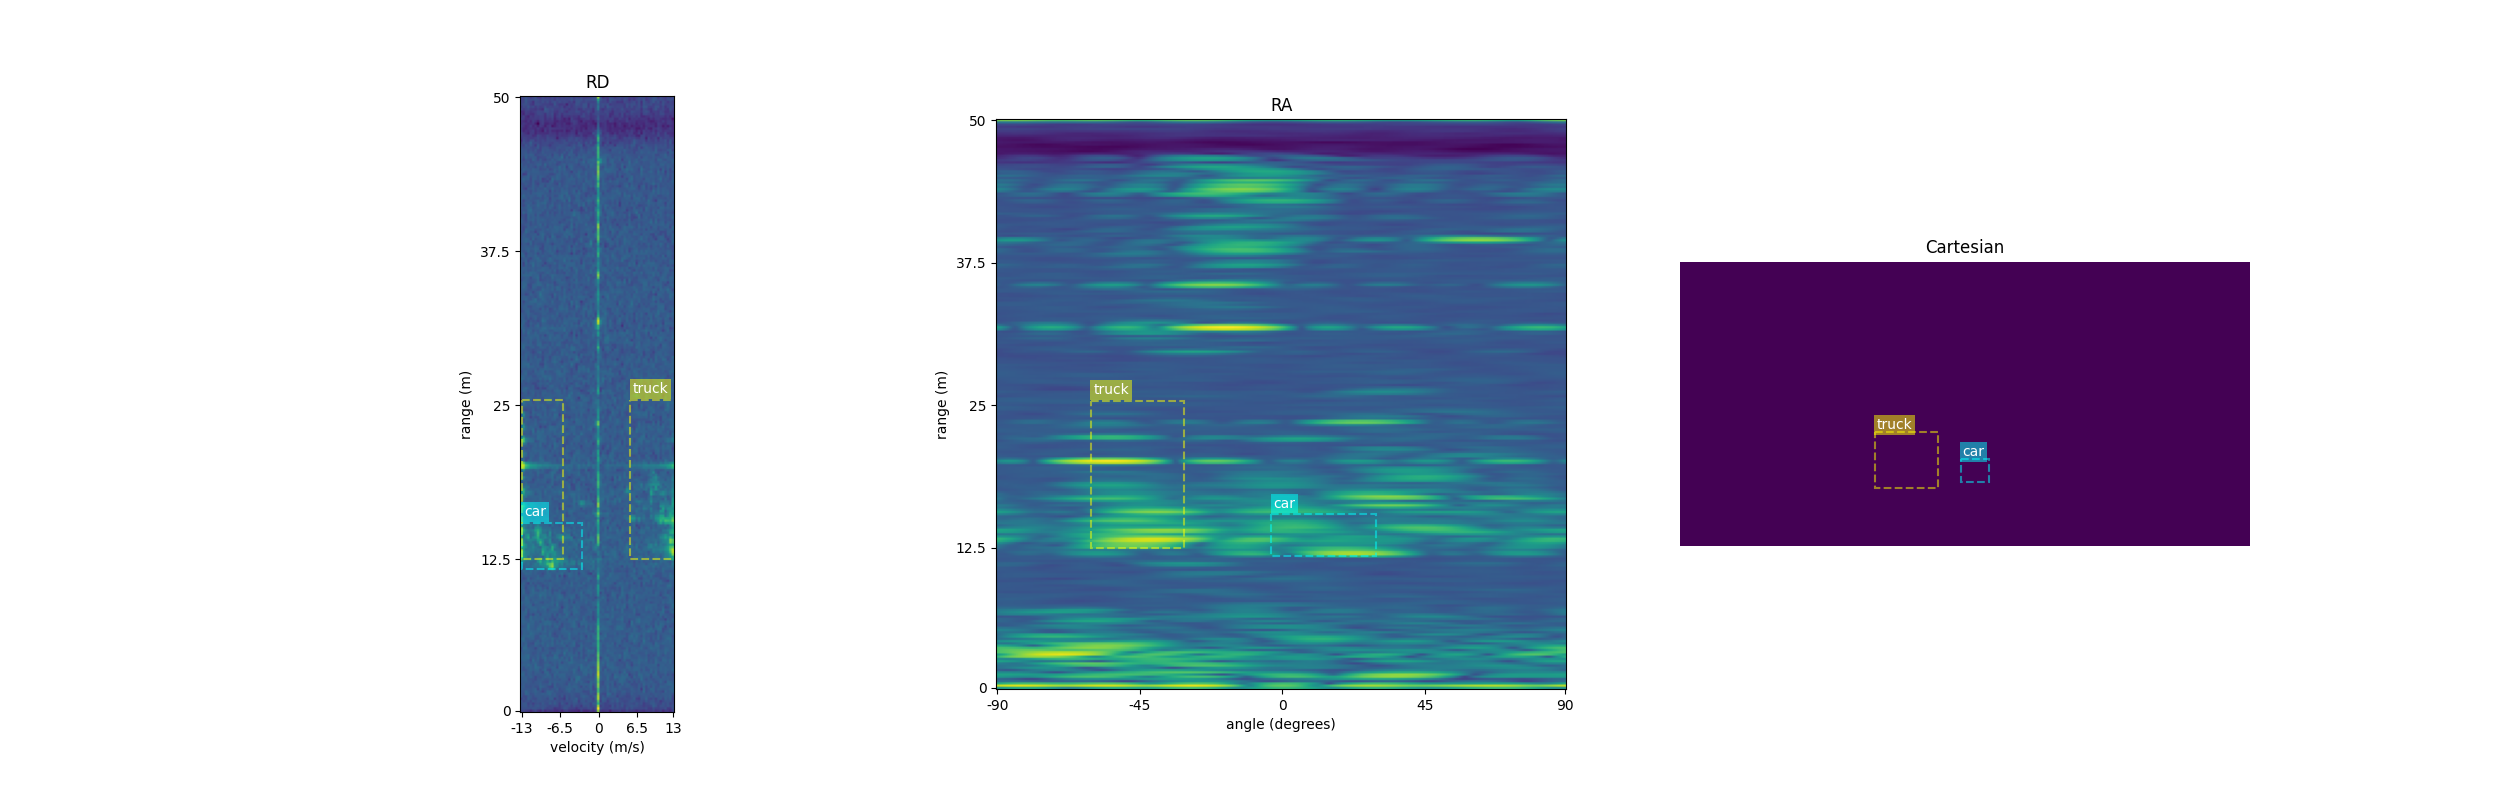 RD
50
37.5
25
12.5
0
range (m)
truck
car
-13 -6.5 0 6.5 13
velocity (m/s)
RA
50
37.5
25
12.5
0
range (m)
truck
car
-90 -45 0 45 90
angle (degrees)
Cartesian
truck
car